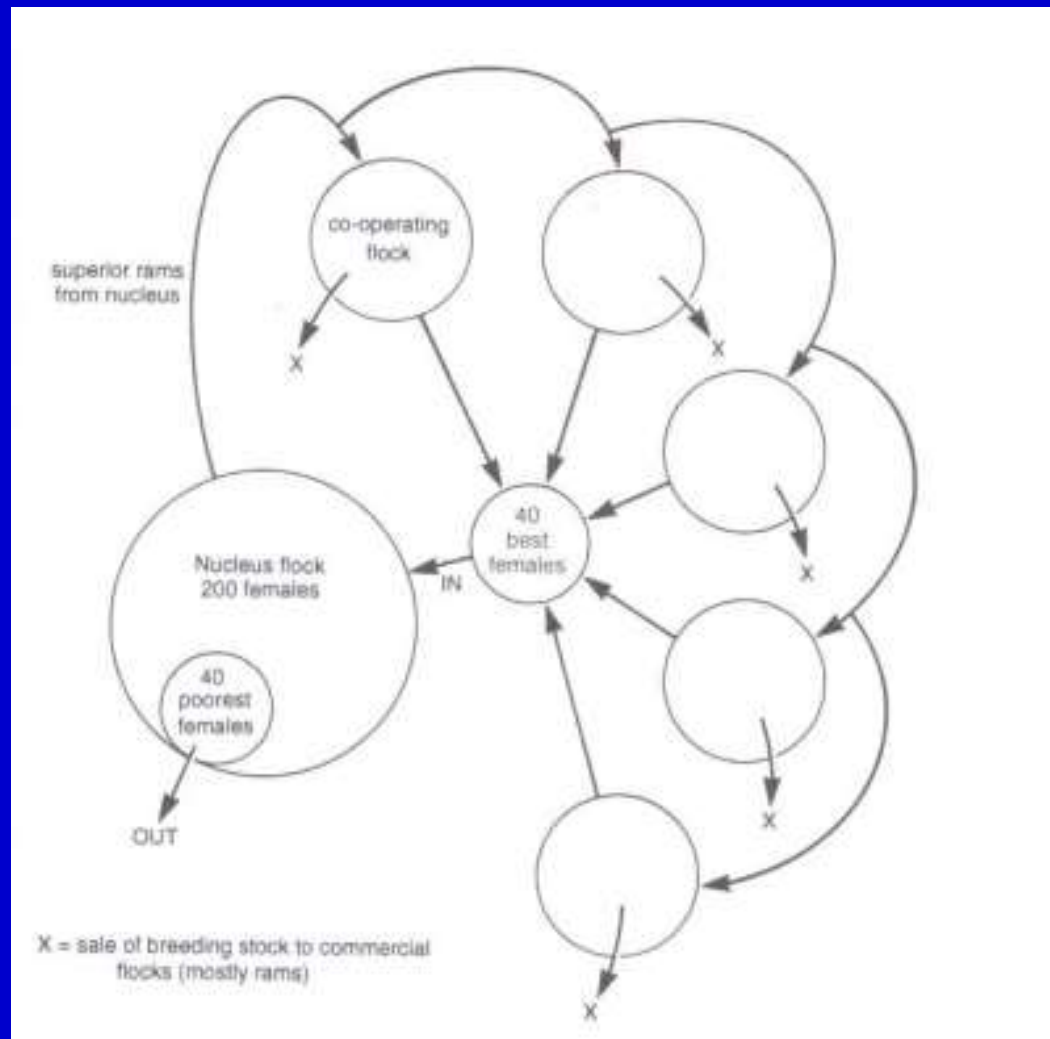 co-operating
flock
superior rams
from nucleus
X
X
X
40
best
females
IN
Nucleus flock
200 females
40
poorest
females
OUT
X
X
X = sale of breeding stock to commercial
flocks (mostly rams)